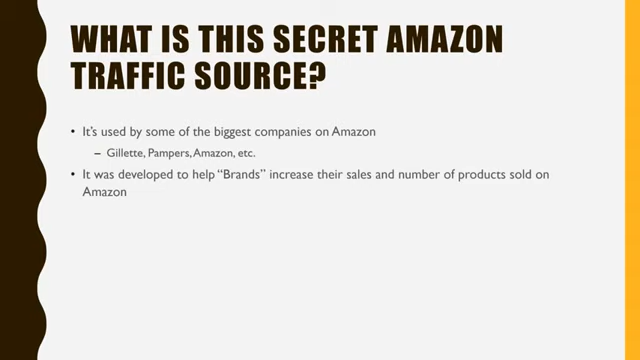 WHAT IS THIS SECRET AMAZON
TRAFFIC SOURCE?
• It's used by some of the biggest companies on Amazon
– Gillette, Pampers, Amazon, etc.
• It was developed to help “Brands” increase their sales and number of products sold on
Amazon